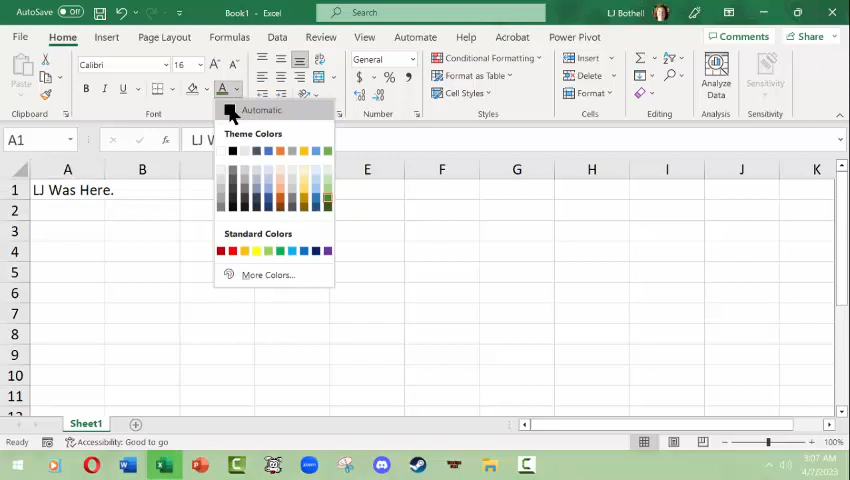 AutoSave Off Book1 - Excel Search LJ Bothell
File Home Insert Page Layout Formulas Data Review View Automate Help Acrobat Power Pivot Comments Share
Calibri 16 A A General Conditional Formatting Insert
Paste B I U A $ % 9 Format as Table Delete Analyze Data Sensitivity
Cell Styles Format
Clipboard Font Number Styles Cells Editing Analysis Sensitivity
A1 fx LJ W
Automatic
Theme Colors
Standard Colors
More Colors...
A B E F G H I J K
1 LJ Was Here.
2
3
4
5
6
7
8
9
10
11
12
Sheet1
Ready Accessibility: Good to go 100%
3:07 AM
4/7/2023